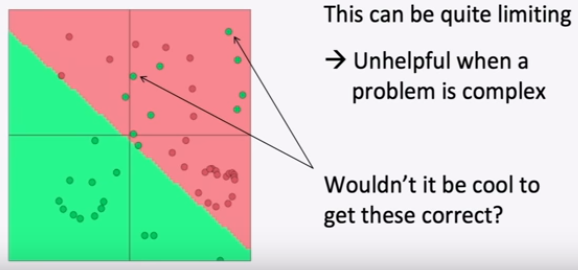 This can be quite limiting
→ Unhelpful when a
problem is complex
Wouldn't it be cool to
get these correct?